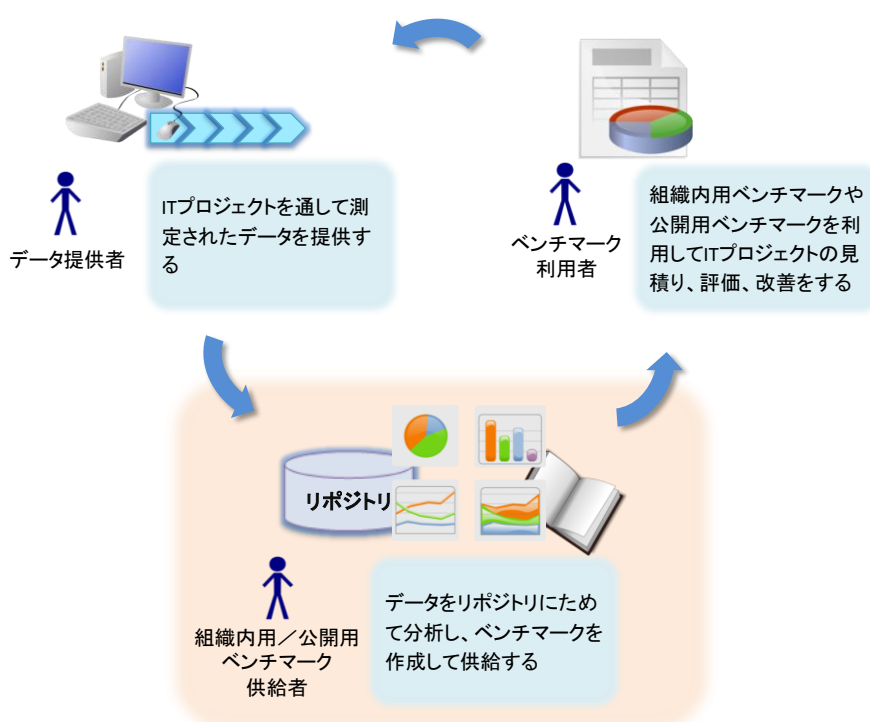 データ提供者
ITプロジェクトを通して測
定されたデータを提供す
る
ベンチマーク
利用者
組織内用ベンチマークや
公開用ベンチマークを利
用してITプロジェクトの見
積り、評価、改善をする
リポジトリ
組織内用／公開用
ベンチマーク
供給者
データをリポジトリにため
て分析し、ベンチマークを
作成して供給する